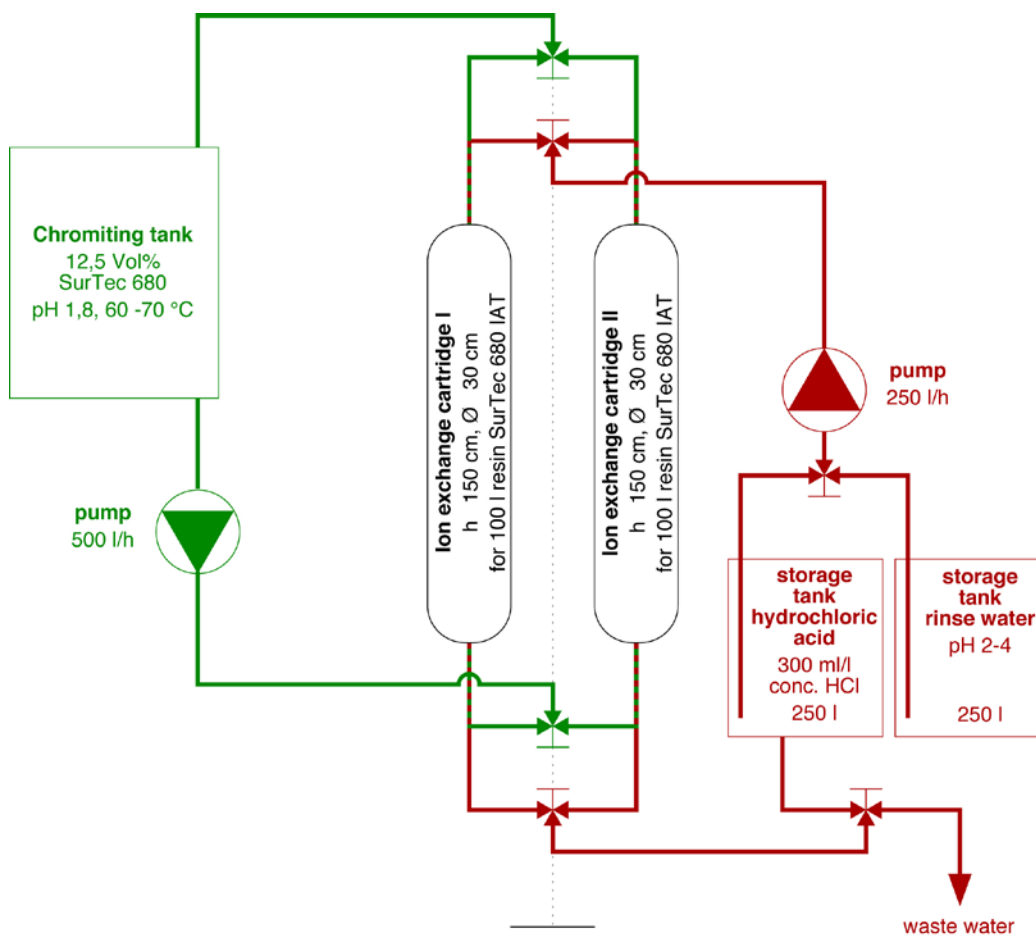 Chromiting tank
12,5 Vol%
SurTec 680
pH 1,8, 60 -70 °C
pump
500 l/h
Ion exchange cartridge I
h 150 cm, Ø 30 cm
for 100 l resin SurTec 680 IAT
Ion exchange cartridge II
h 150 cm, Ø 30 cm
for 100 l resin SurTec 680 IAT
pump
250 l/h
storage
tank
hydrochloric
acid
300 ml/l
conc. HCl
250 l
storage
tank
rinse water
pH 2-4
250 l
waste water